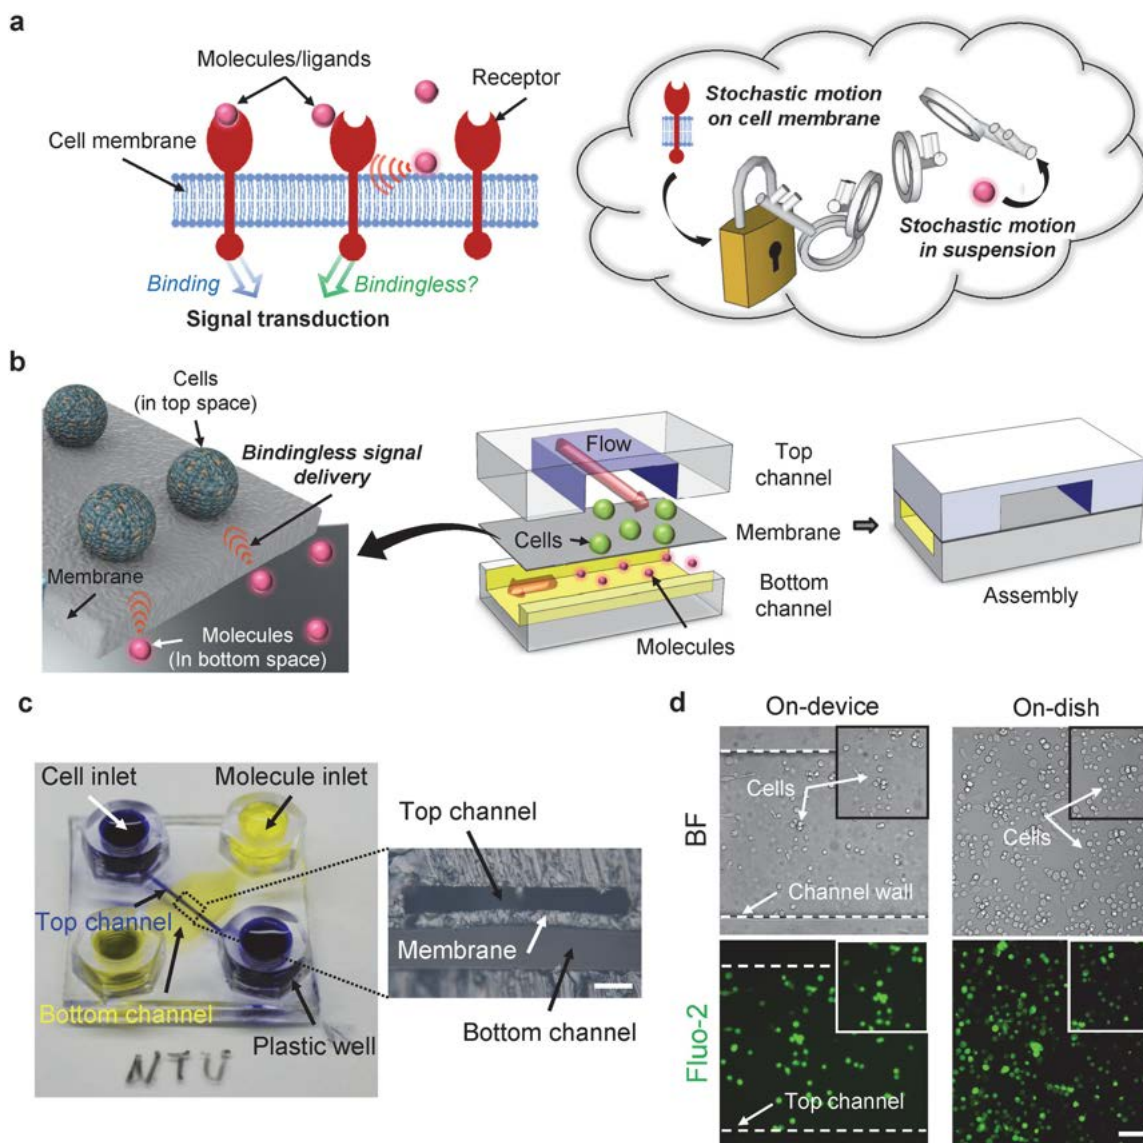 a
Molecules/ligands
Receptor
Cell membrane
Binding
Bindingless?
Signal transduction
Stochastic motion
on cell membrane
Stochastic motion
in suspension
b
Cells
(in top space)
Bindingless signal
delivery
Membrane
Molecules
(In bottom space)
Flow
Top
channel
Cells
Membrane
Bottom
channel
Molecules
Assembly
c
Cell inlet
Molecule inlet
Top channel
Bottom channel
Plastic well
NTU
Top channel
Membrane
Bottom channel
d
On-device
On-dish
BF
Cells
Channel wall
Cells
Fluo-2
Top channel